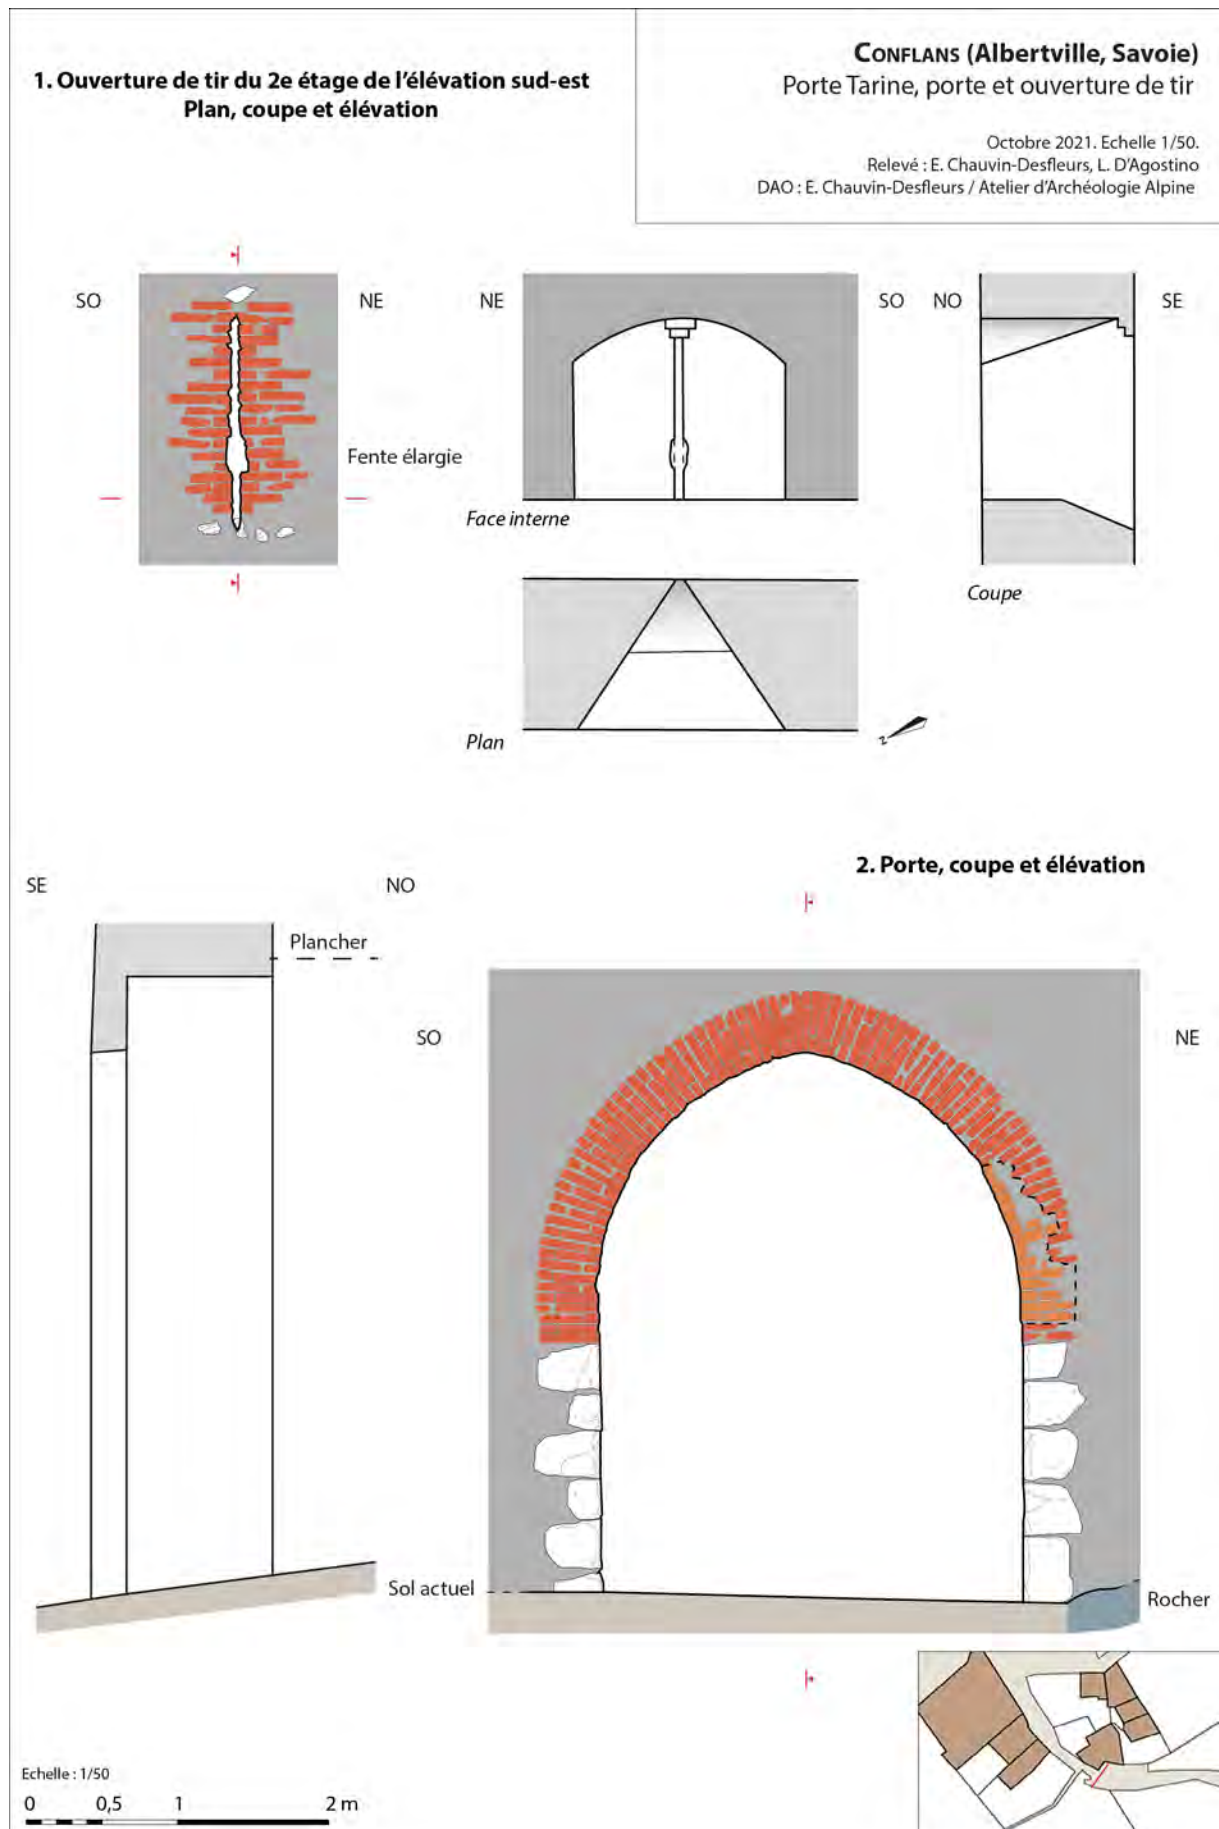 1. Ouverture de tir du 2e étage de l'élévation sud-est
Plan, coupe et élévation
CONFLANS (Albertville, Savoie)
Porte Tarine, porte et ouverture de tir
Octobre 2021. Echelle 1/50.
Relevé : E. Chauvin-Desfleurs, L. D'Agostino
DAO : E. Chauvin-Desfleurs / Atelier d'Archéologie Alpine
SO
NE
NE
SO
NO
SE
Fente élargie
Face interne
Coupe
Plan
z
2. Porte, coupe et élévation
SE
NO
Plancher
SO
NE
Sol actuel
Rocher
Echelle : 1/50
0 0,5 1 2 m